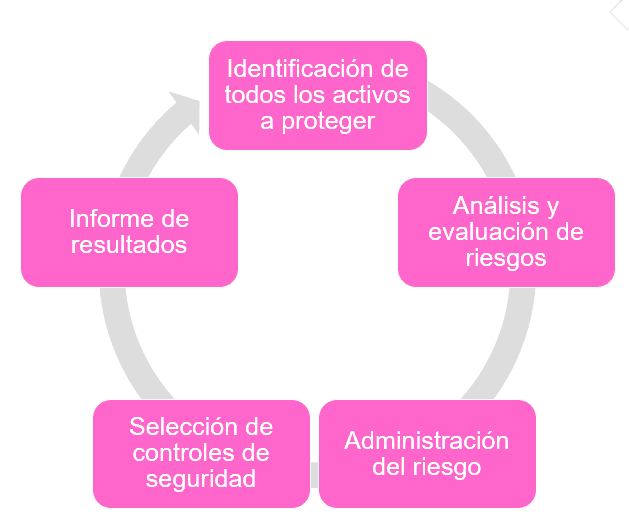 Identificación de
todos los activos
a proteger
Análisis y
evaluación de
riesgos
Administración
del riesgo
Selección de
controles de
seguridad
Informe de
resultados